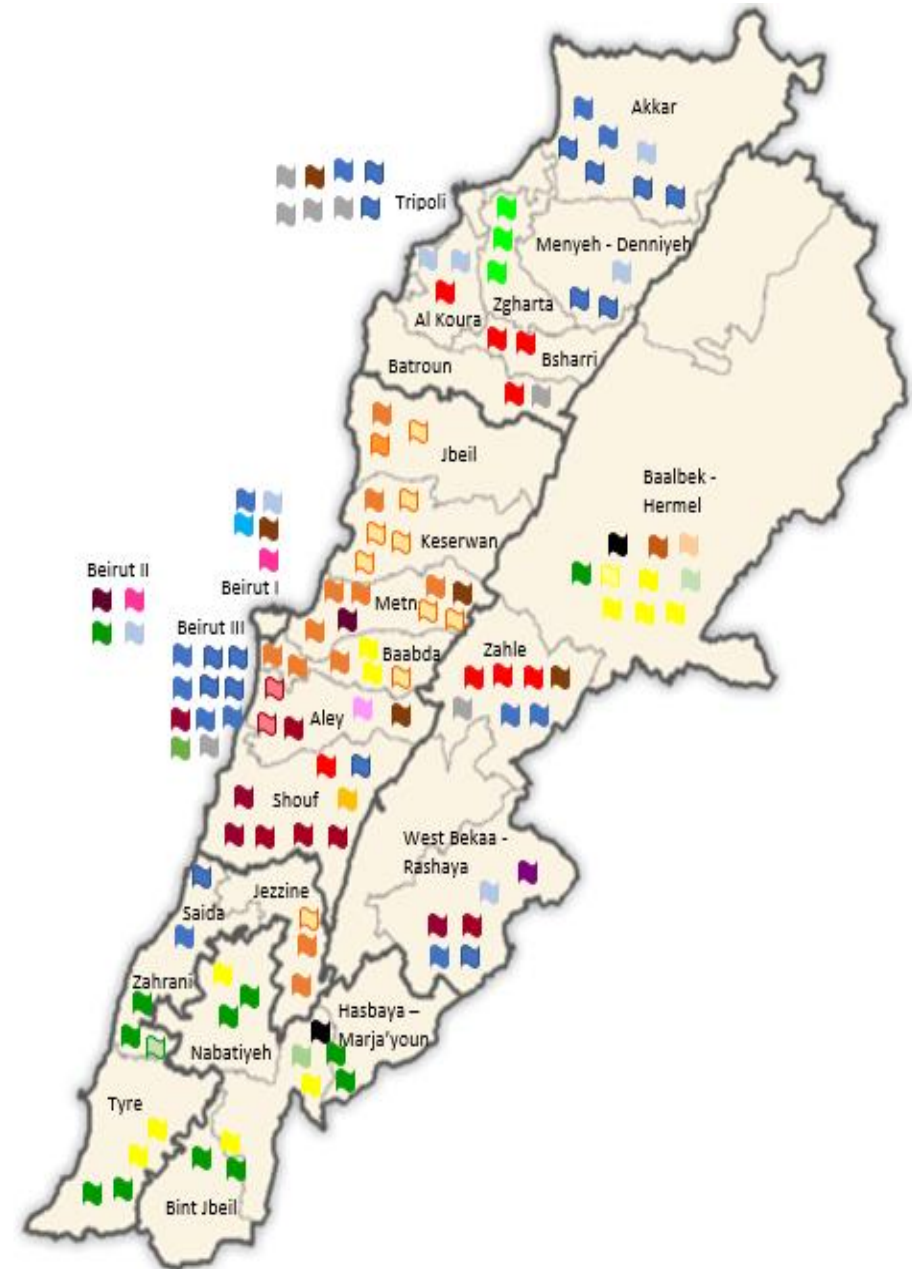 Akkar
Tripoli
Menyeh - Denniyeh
Zgharta
Al Koura
Bsharri
Batroun
Jbeil
Baalbek -
Hermel
Keserwan
Beirut II
Beirut I
Metn
Beirut III
Baabda
Zahle
Aley
Shouf
West Bekaa -
Rashaya
Jezzine
Saida
Zahrani
Hasbaya –
Marja'youn
Nabatiyeh
Tyre
Bint Jbeil